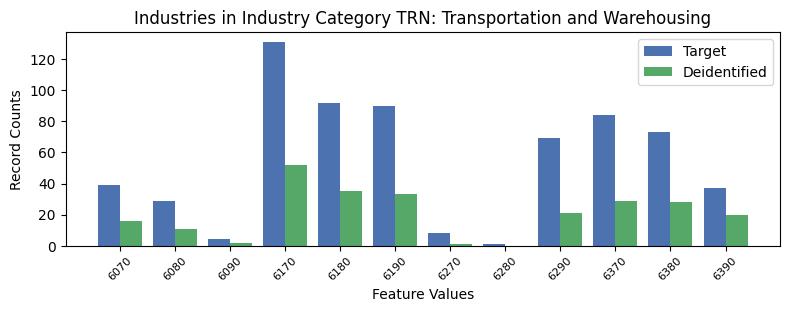 Industries in Industry Category TRN: Transportation and Warehousing
Target
Deidentified
Record Counts
120
100
80
60
40
20
0
6070 6080 6090 6170 6180 6190 6270 6280 6290 6370 6380 6390
Feature Values